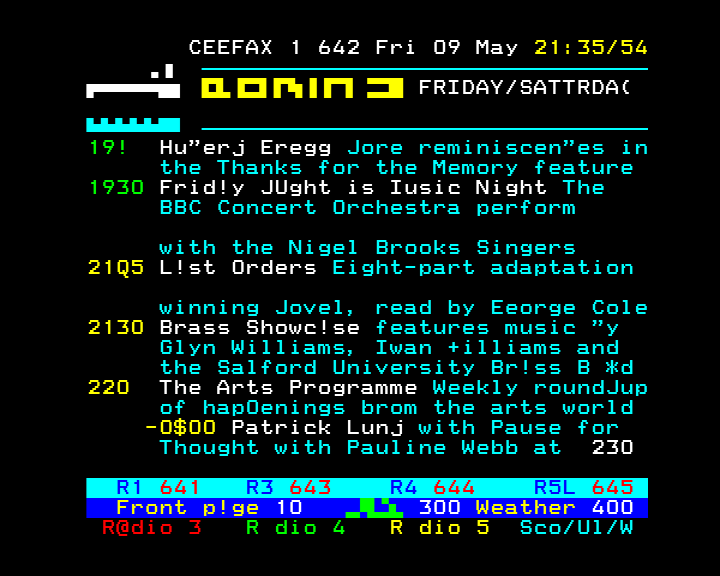 CEEFAX 1 642 Fri 09 May 21:35/54
FRIDAY/SATTRDA(
19! Hu"erj Eregg Jore reminiscen"es in
the Thanks for the Memory feature
1930 Frid!y JUght is Iusic Night The
BBC Concert Orchestra perform
with the Nigel Brooks Singers
21Q5 L!st Orders Eight-part adaptation
winning Jovel, read by Eeorge Cole
2130 Brass Showc!se features music "y
Glyn Williams, Iwan +illiams and
the Salford University Br!ss B *d
220 The Arts Programme Weekly roundJup
of hapOenings brom the arts world
-0$00 Patrick Lunj with Pause for
Thought with Pauline Webb at 230
R1 641 R3 643 R4 644 R5L 645
Front p!ge 10 300 Weather 400
R@dio 3 R dio 4 R dio 5 Sco/Ul/W